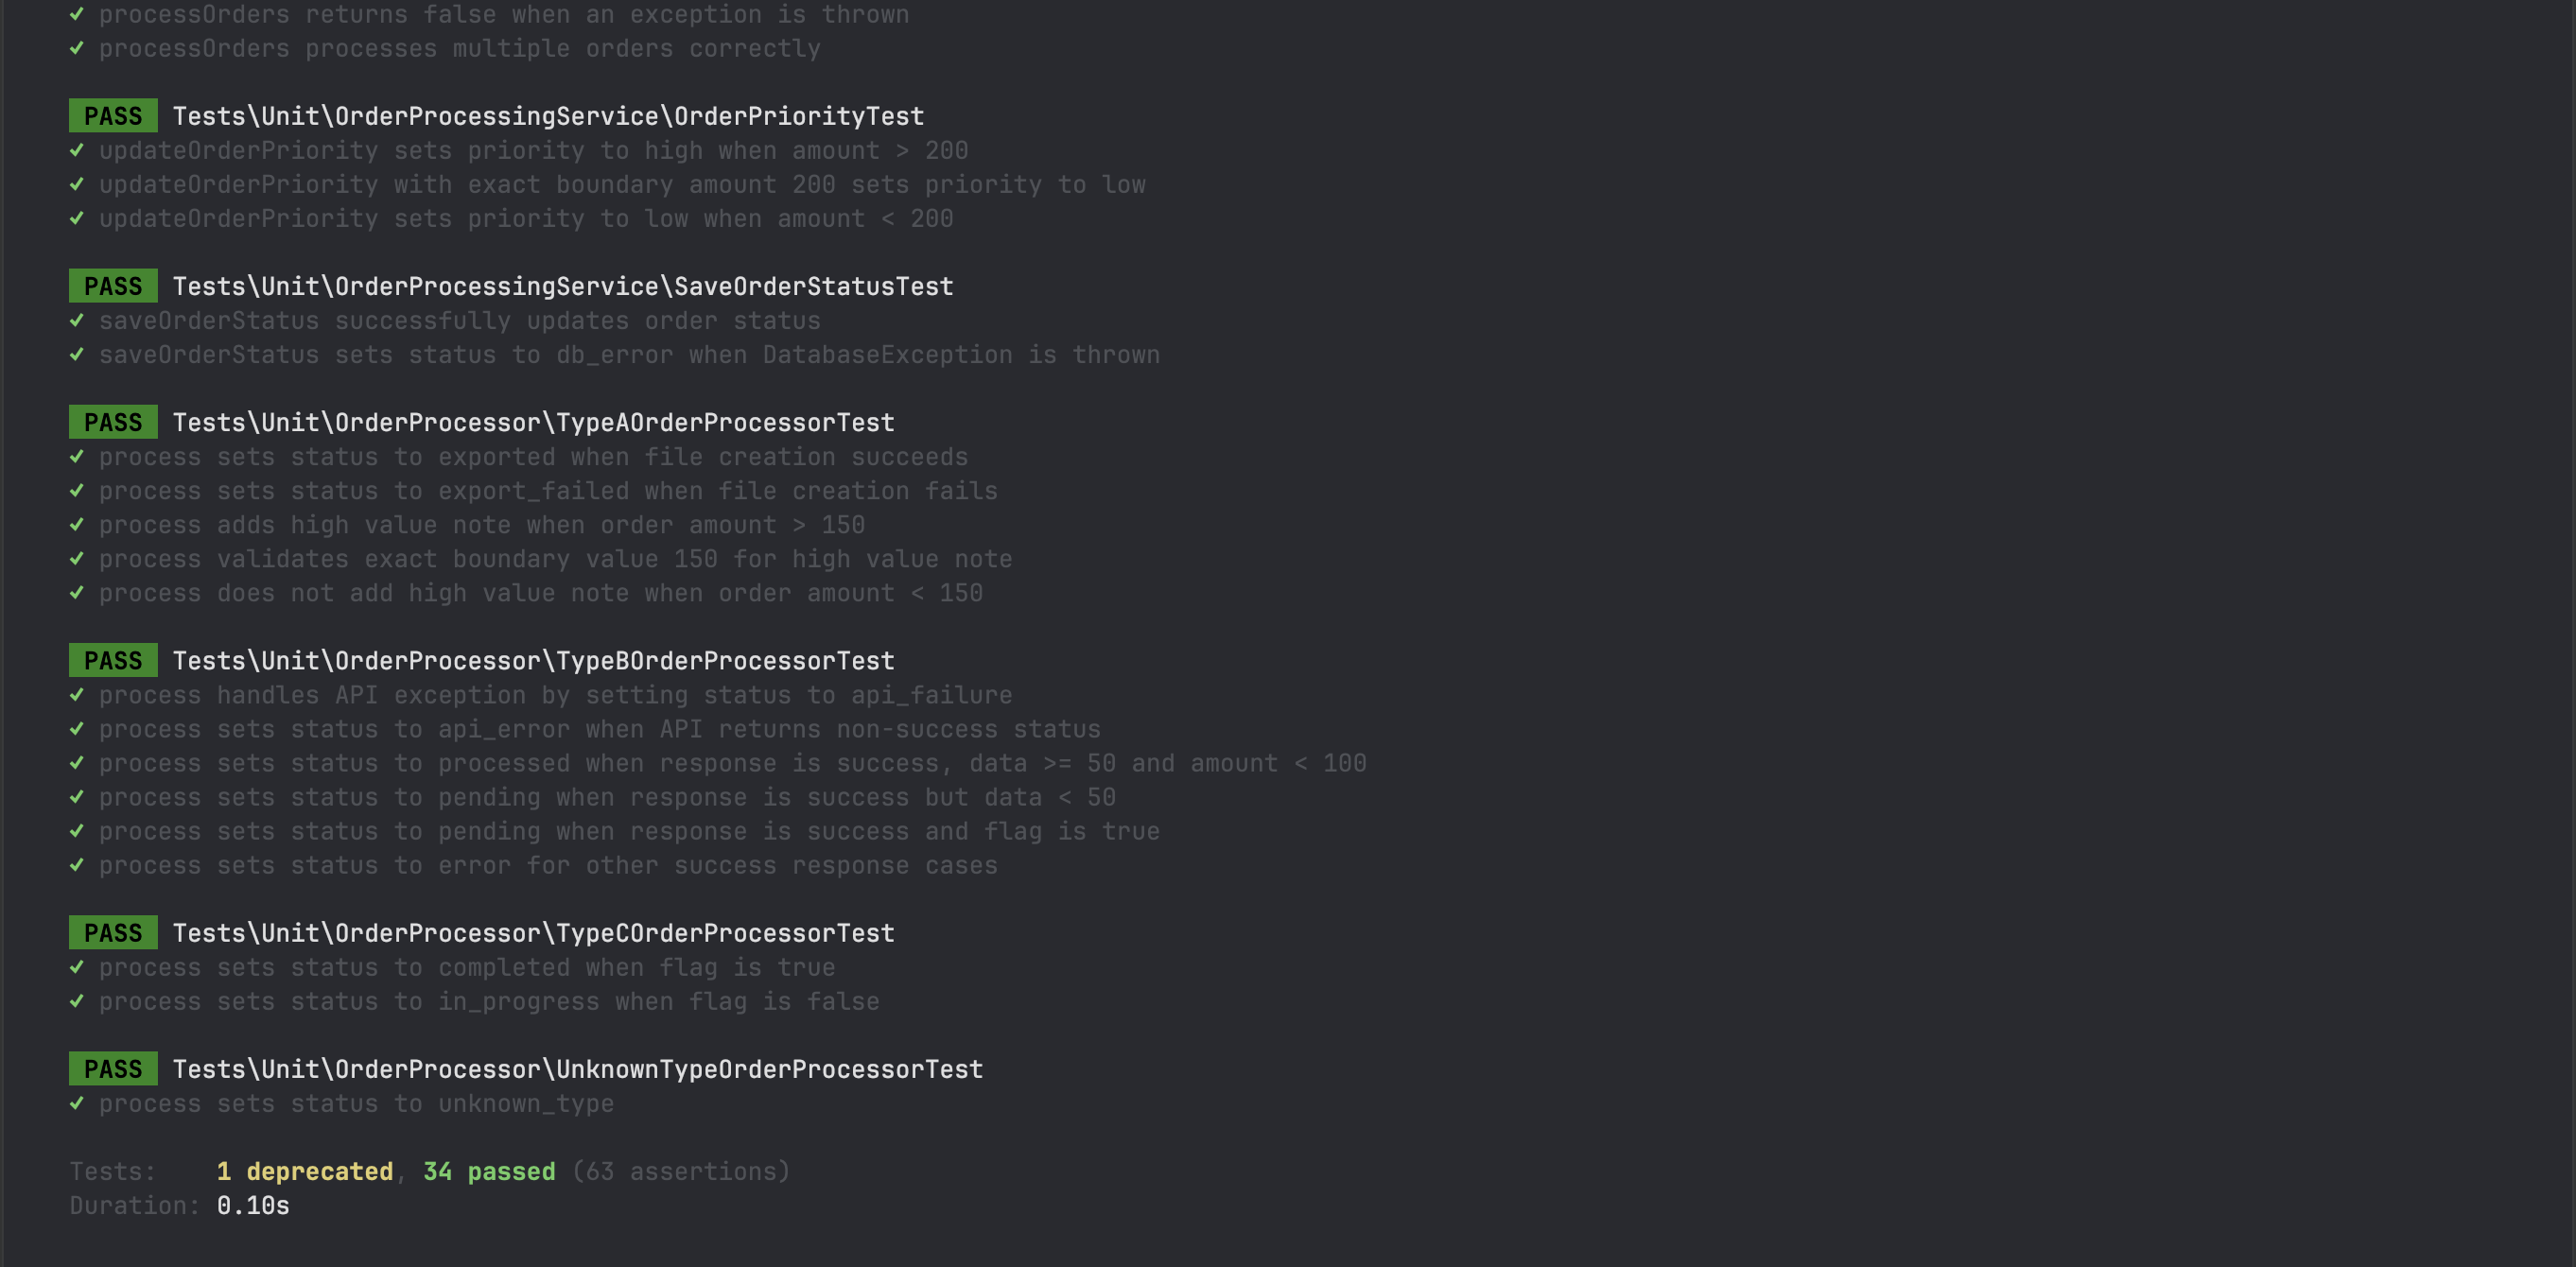 ✓ processOrders returns false when an exception is thrown
✓ processOrders processes multiple orders correctly
PASS Tests\Unit\OrderProcessingService\OrderPriorityTest
✓ updateOrderPriority sets priority to high when amount > 200
✓ updateOrderPriority with exact boundary amount 200 sets priority to low
✓ updateOrderPriority sets priority to low when amount < 200
PASS Tests\Unit\OrderProcessingService\SaveOrderStatusTest
✓ saveOrderStatus successfully updates order status
✓ saveOrderStatus sets status to db_error when DatabaseException is thrown
PASS Tests\Unit\OrderProcessor\TypeAOrderProcessorTest
✓ process sets status to exported when file creation succeeds
✓ process sets status to export_failed when file creation fails
✓ process adds high value note when order amount > 150
✓ process validates exact boundary value 150 for high value note
✓ process does not add high value note when order amount < 150
PASS Tests\Unit\OrderProcessor\TypeBOrderProcessorTest
✓ process handles API exception by setting status to api_failure
✓ process sets status to api_error when API returns non-success status
✓ process sets status to processed when response is success, data >= 50 and amount < 100
✓ process sets status to pending when response is success but data < 50
✓ process sets status to pending when response is success and flag is true
✓ process sets status to error for other success response cases
PASS Tests\Unit\OrderProcessor\TypeCOrderProcessorTest
✓ process sets status to completed when flag is true
✓ process sets status to in_progress when flag is false
PASS Tests\Unit\OrderProcessor\UnknownTypeOrderProcessorTest
✓ process sets status to unknown_type
Tests: 1 deprecated, 34 passed (63 assertions)
Duration: 0.10s